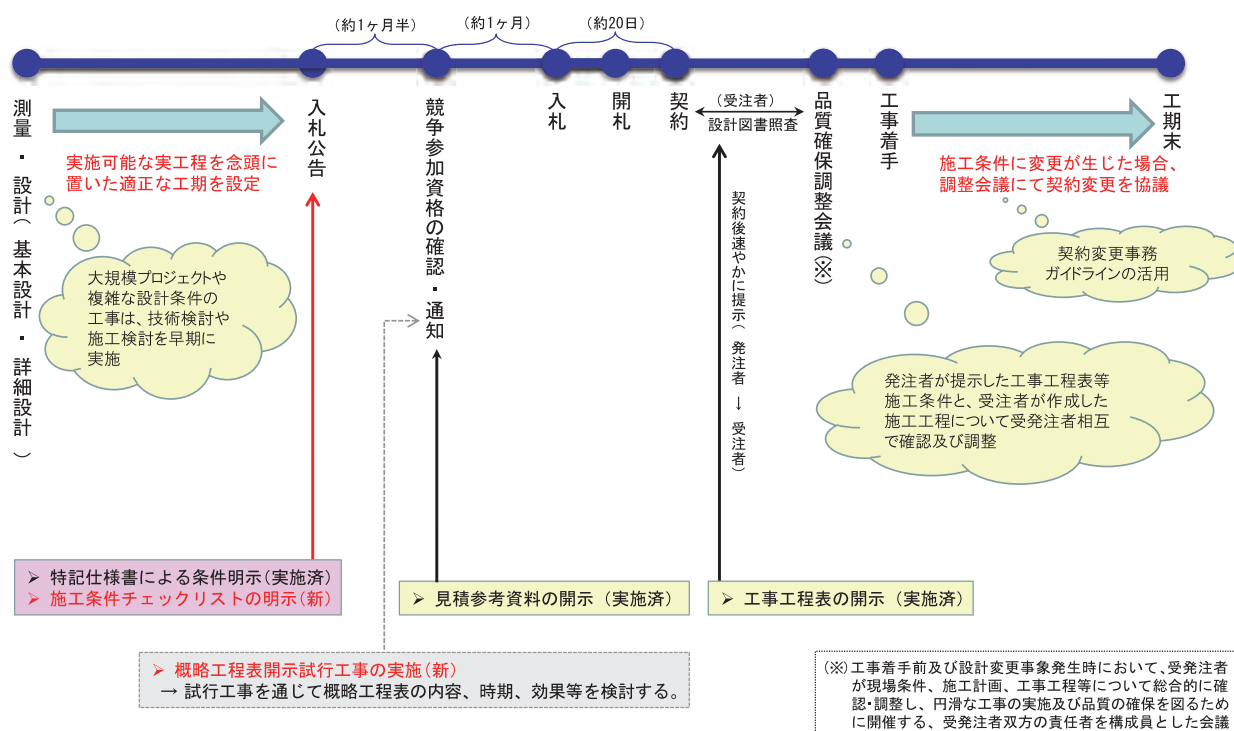 (約1ヶ月半)
(約1ヶ月)
(約20日)
測量・設計(基本設計・詳細設計)
入札公告
競争参加資格の確認・通知
入札
開札
契約
(受注者)
設計図書照査
品質確保調整会議(※)
工事着手
工期末
実施可能な実工程を念頭に
置いた適正な工期を設定
施工条件に変更が生じた場合、
調整会議にて契約変更を協議
大規模プロジェクトや
複雑な設計条件の
工事は、技術検討や
施工検討を早期に
実施
契約後速やかに提示(発注者→受注者)
契約変更事務
ガイドラインの活用
発注者が提示した工事工程表等
施工条件と、受注者が作成した
施工工程について受発注者相互
で確認及び調整
➢ 特記仕様書による条件明示(実施済)
➢ 施工条件チェックリストの明示(新)
➢ 見積参考資料の開示(実施済)
➢ 工事工程表の開示(実施済)
➢ 概略工程表開示試行工事の実施(新)
→ 試行工事を通じて概略工程表の内容、時期、効果等を検討する。
(※)工事着手前及び設計変更事象発生時において、受発注者
が現場条件、施工計画、工事工程等について総合的に確
認・調整し、円滑な工事の実施及び品質の確保を図るため
に開催する、受発注者双方の責任者を構成員とした会議